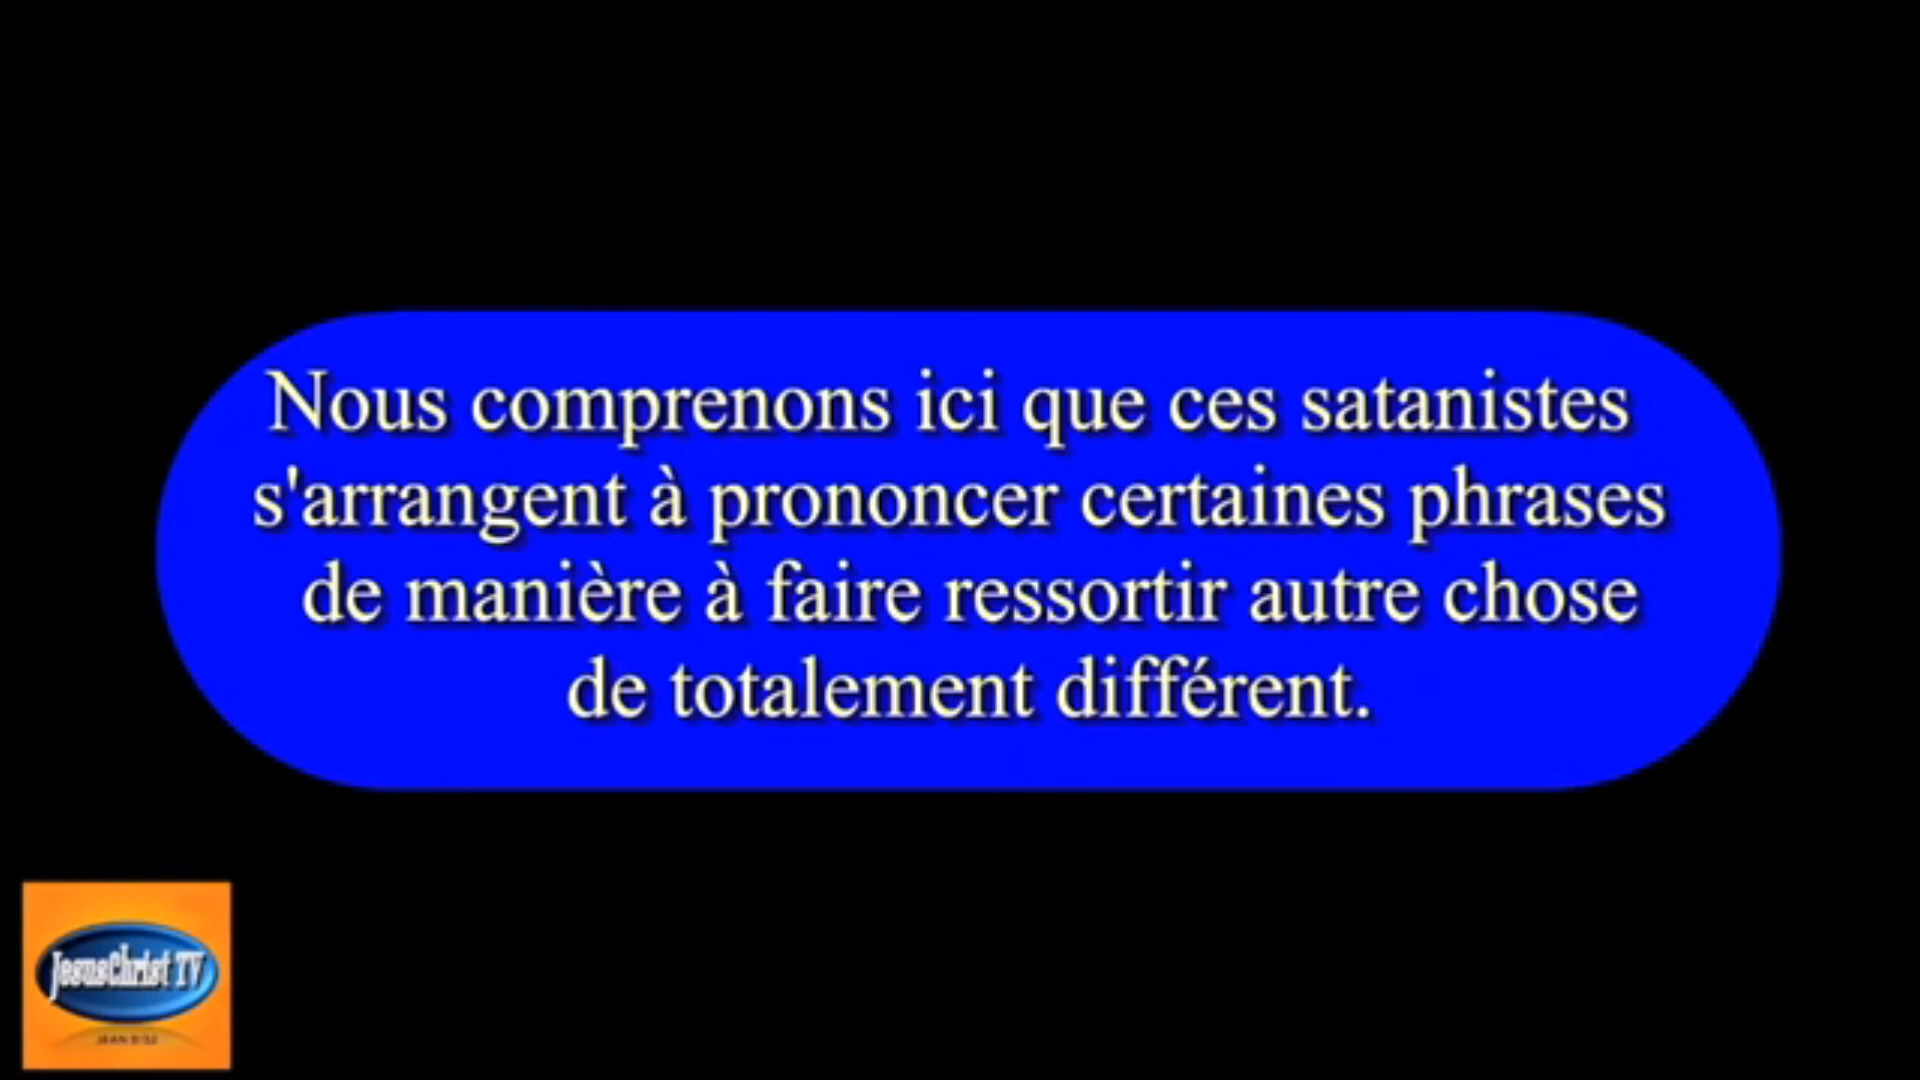 Nous comprenons ici que ces satanistes
s'arrangent à prononcer certaines phrases
de manière à faire ressortir autre chose
de totalement différent.
JesusChrist TV